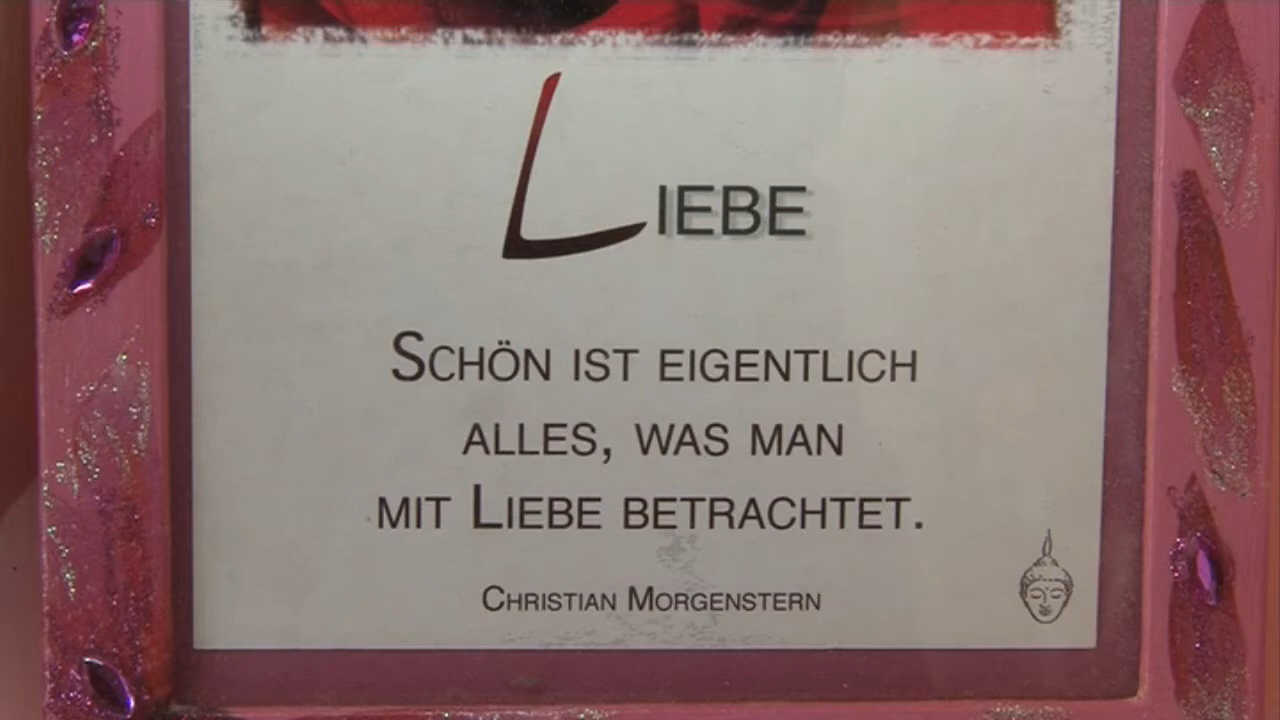 LIEBE
SCHÖN IST EIGENTLICH
ALLES, WAS MAN
MIT LIEBE BETRACHTET.
CHRISTIAN MORGENSTERN